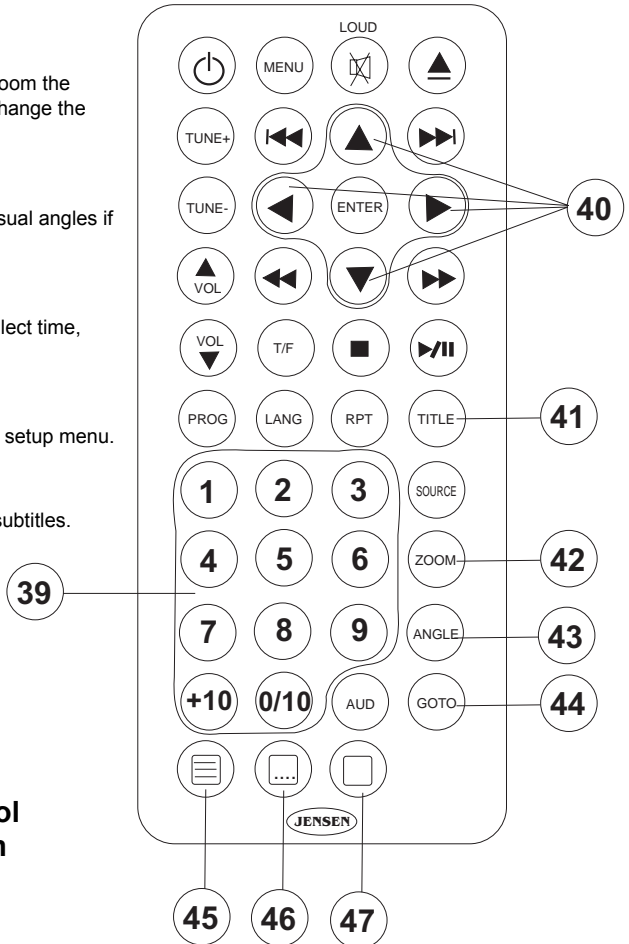 oom the
hange the
sual angles if
lect time,
setup menu.
subtitles.
ol
n
LOUD
MENU
TUNE+
TUNE-
ENTER
40
VOL
VOL
T/F
PROG LANG RPT TITLE
41
1 2 3 SOURCE
4 5 6 ZOOM
42
39
7 8 9 ANGLE
43
+10 0/10 AUD GOTO
44
JENSEN
45 46 47